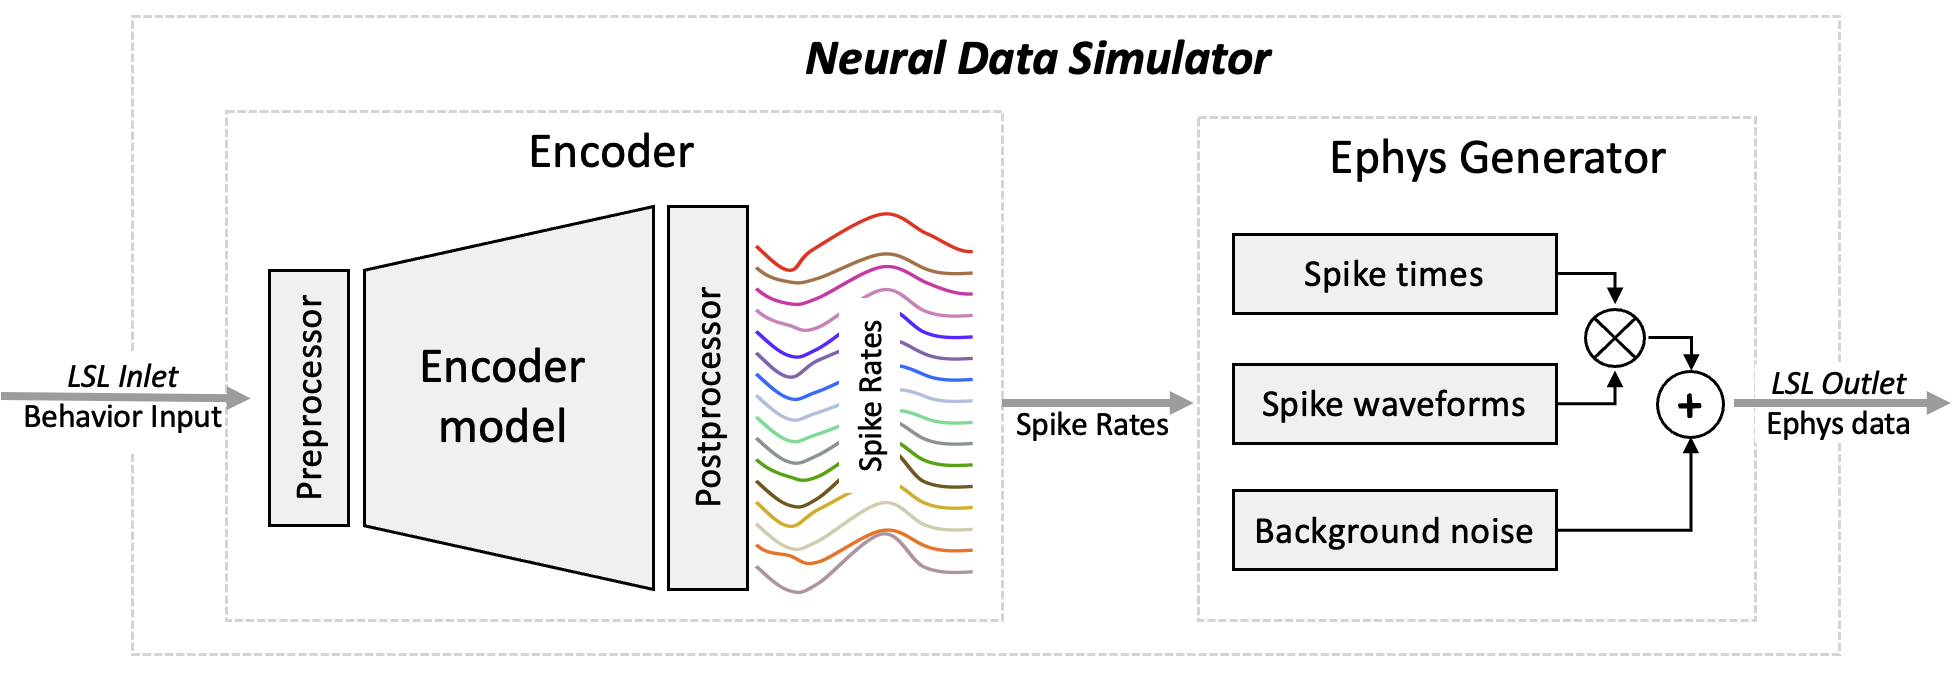 Neural Data Simulator
Encoder
Preprocessor
Encoder
model
Postprocessor
Spike Rates
LSL Inlet
Behavior Input
Spike Rates
Ephys Generator
Spike times
Spike waveforms
Background noise
+
LSL Outlet
Ephys data